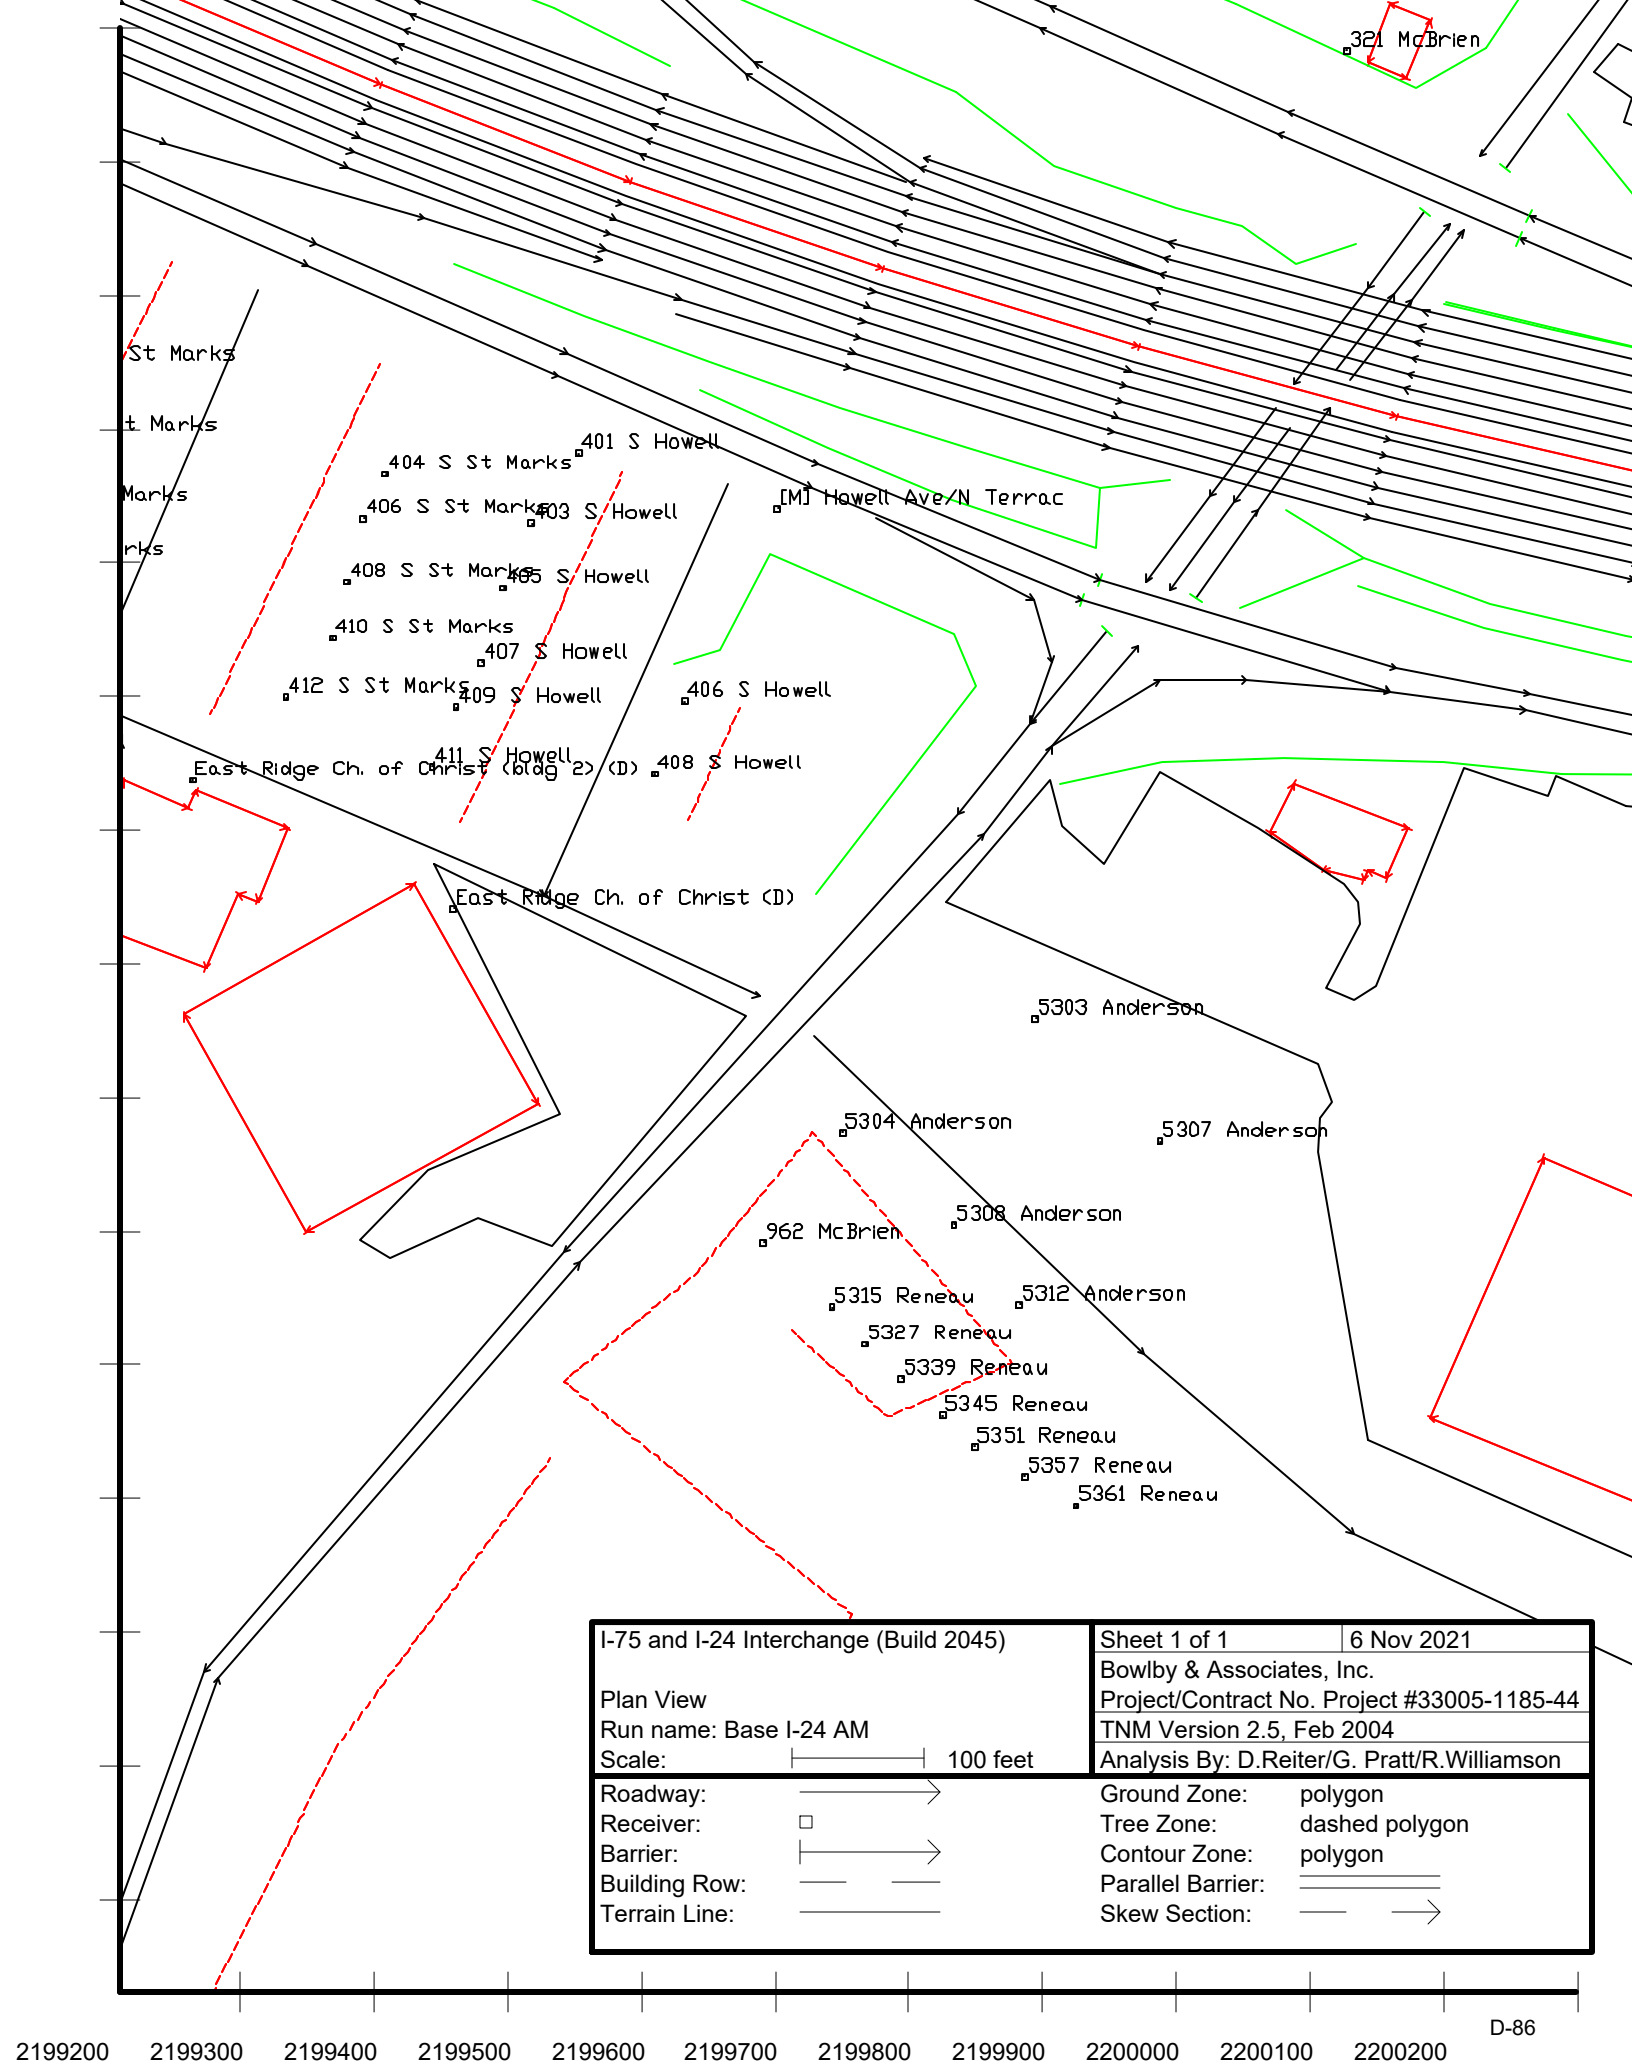 321 McBrien
St Marks
t Marks
401 S Howell
404 S St Marks
Marks
[M] Howell Ave/N Terrac
406 S St Marks
403 S Howell
rks
408 S St Marks
405 S Howell
410 S St Marks
407 S Howell
412 S St Marks
409 S Howell
406 S Howell
411 S Howell
408 S Howell
East Ridge Ch. of Christ (bldg 2) (D)
East Ridge Ch. of Christ (D)
5303 Anderson
5304 Anderson
5307 Anderson
5308 Anderson
962 McBrien
5315 Reneau
5312 Anderson
5327 Reneau
5339 Reneau
5345 Reneau
5351 Reneau
5357 Reneau
5361 Reneau
I-75 and I-24 Interchange (Build 2045)
Plan View
Run name: Base I-24 AM
Scale: 100 feet
Sheet 1 of 1 6 Nov 2021
Bowlby & Associates, Inc.
Project/Contract No. Project #33005-1185-44
TNM Version 2.5, Feb 2004
Analysis By: D.Reiter/G. Pratt/R.Williamson
Roadway:
Receiver:
Barrier:
Building Row:
Terrain Line:
Ground Zone: polygon
Tree Zone: dashed polygon
Contour Zone: polygon
Parallel Barrier:
Skew Section:
D-86
2199200 2199300 2199400 2199500 2199600 2199700 2199800 2199900 2200000 2200100 2200200